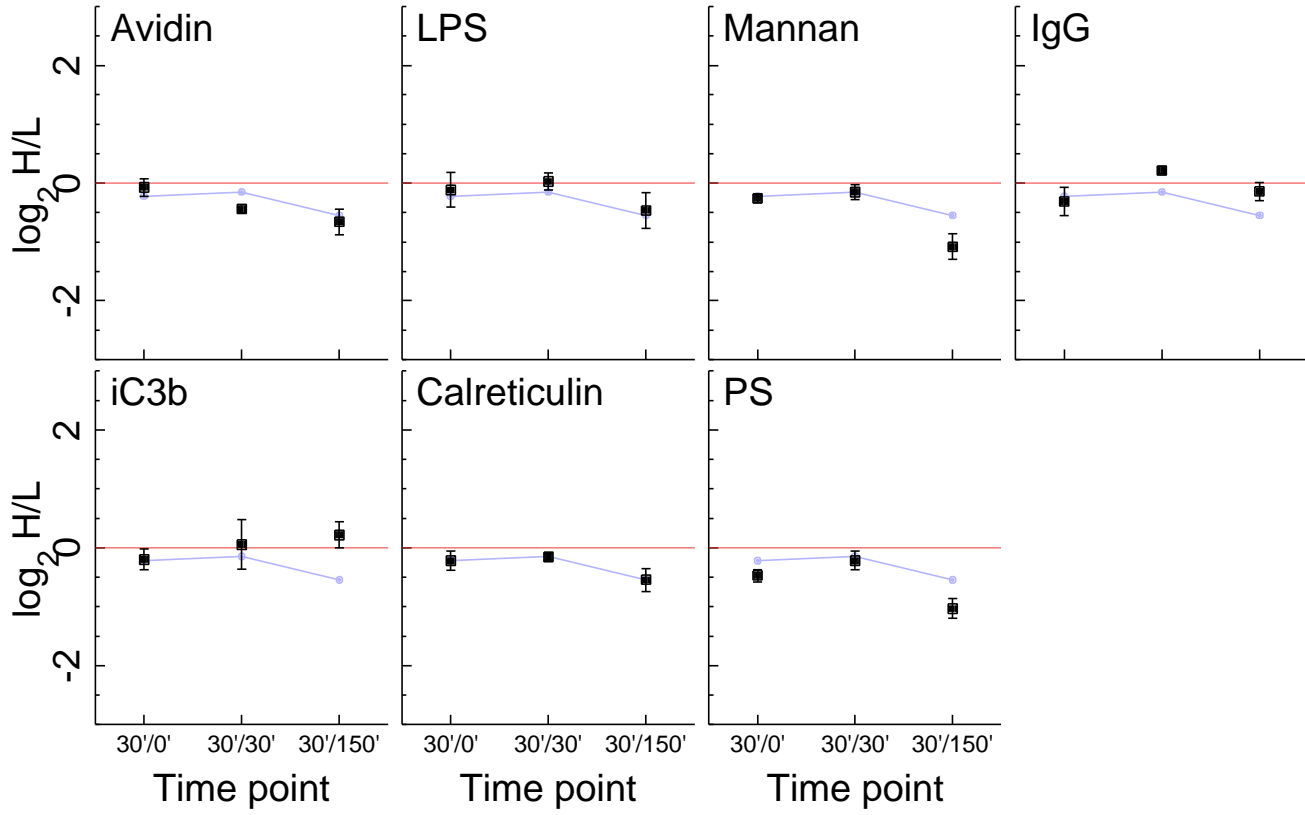 Avidin
LPS
Mannan
IgG
2
0
-2
log2 H/L
iC3b
Calreticulin
PS
2
0
-2
log2 H/L
30'/0' 30'/30' 30'/150'
30'/0' 30'/30' 30'/150'
30'/0' 30'/30' 30'/150'
Time point
Time point
Time point